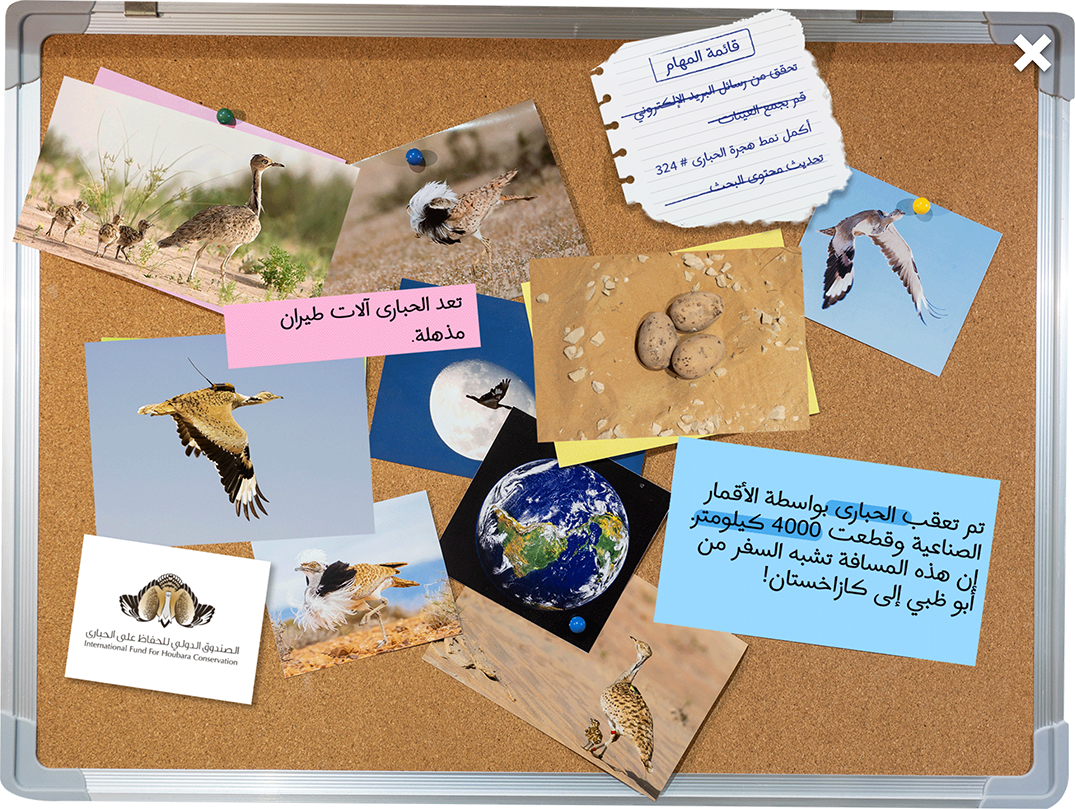 قائمة المهام
تحقق من رسائل البريد الإلكتروني
قم بجمع العينات
أكمل نمط هجرة الحبارى # 324
تحديث محتوى البحث
تعد الحبارى آلات طيران
مذهلة.
تم تعقب الحبارى بواسطة الأقمار
الصناعية وقطعت 4000 كيلومتر
إن هذه المسافة تشبه السفر من
أبو ظبي إلى كازاخستان!
الصندوق الدولي للحفاظ على الحبارى
International Fund For Houbara Conservation